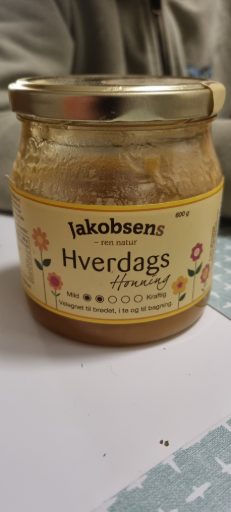 Jakobsens
– ren natur
600 g
Hverdags
Honning
Mild Kraftig
Velegnet til brødet, i te og til bagning.